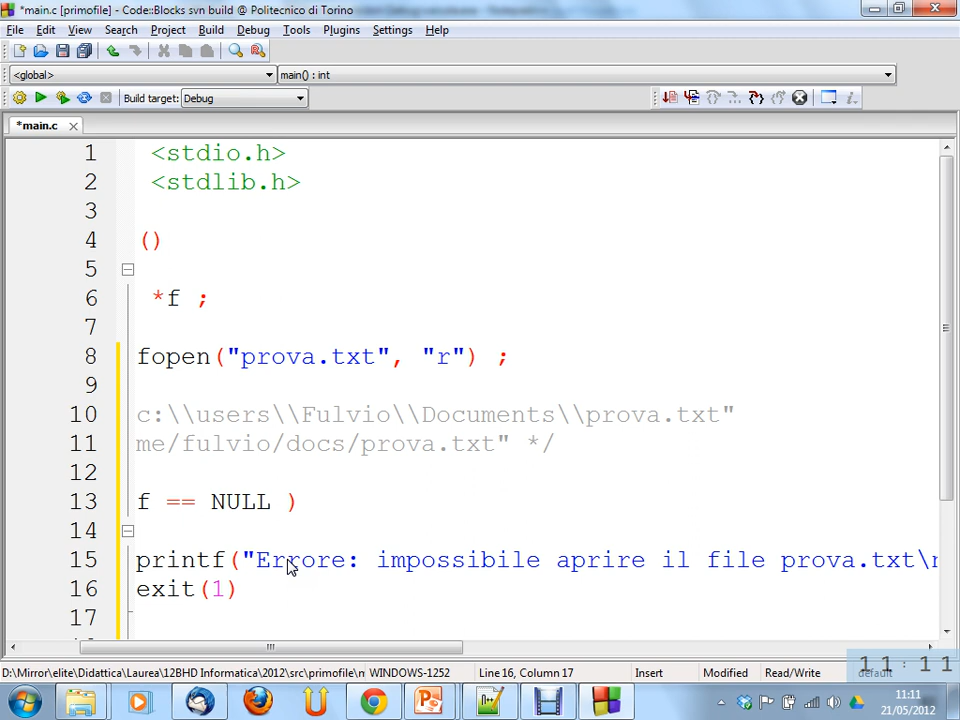 *main.c [primofile] - Code::Blocks svn build @ Politecnico di Torino
File Edit View Search Project Build Debug Tools Plugins Settings Help
<global> main() : int
Build target: Debug
*main.c
1 <stdio.h>
2 <stdlib.h>
3
4 ()
5
6 *f ;
7
8 fopen("prova.txt", "r") ;
9
10 c:\\users\\Fulvio\\Documents\\prova.txt"
11 me/fulvio/docs/prova.txt" */
12
13 f == NULL )
14
15 printf("Errore: impossibile aprire il file prova.txt\n
16 exit(1)
17
D:\Mirror\elite\Didattica\Laurea\12BHD Informatica\2012\src\primofile\m WINDOWS-1252 Line 16, Column 17 Insert Modified Read/Write default
11:11
11:11
21/05/2012